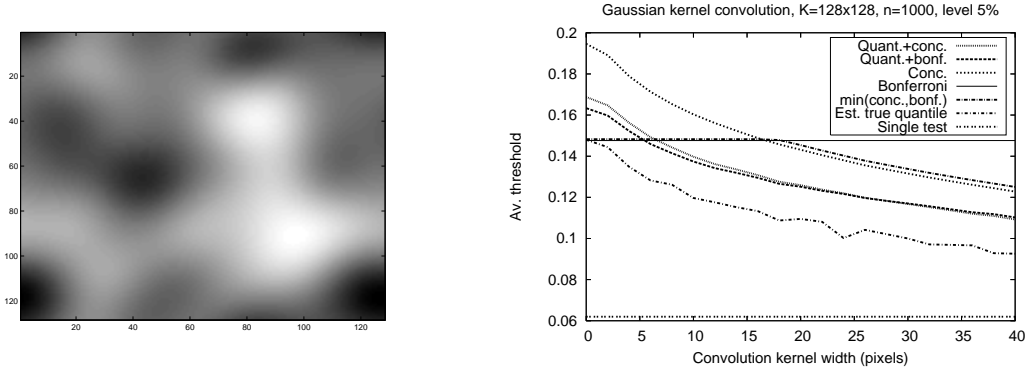 20
40
60
80
100
120
20 40 60 80 100 120
Gaussian kernel convolution, K=128x128, n=1000, level 5%
Quant.+conc.
Quant.+bonf.
Conc.
Bonferroni
min(conc.,bonf.)
Est. true quantile
Single test
Av. threshold
0.2
0.18
0.16
0.14
0.12
0.1
0.08
0.06
0 5 10 15 20 25 30 35 40
Convolution kernel width (pixels)